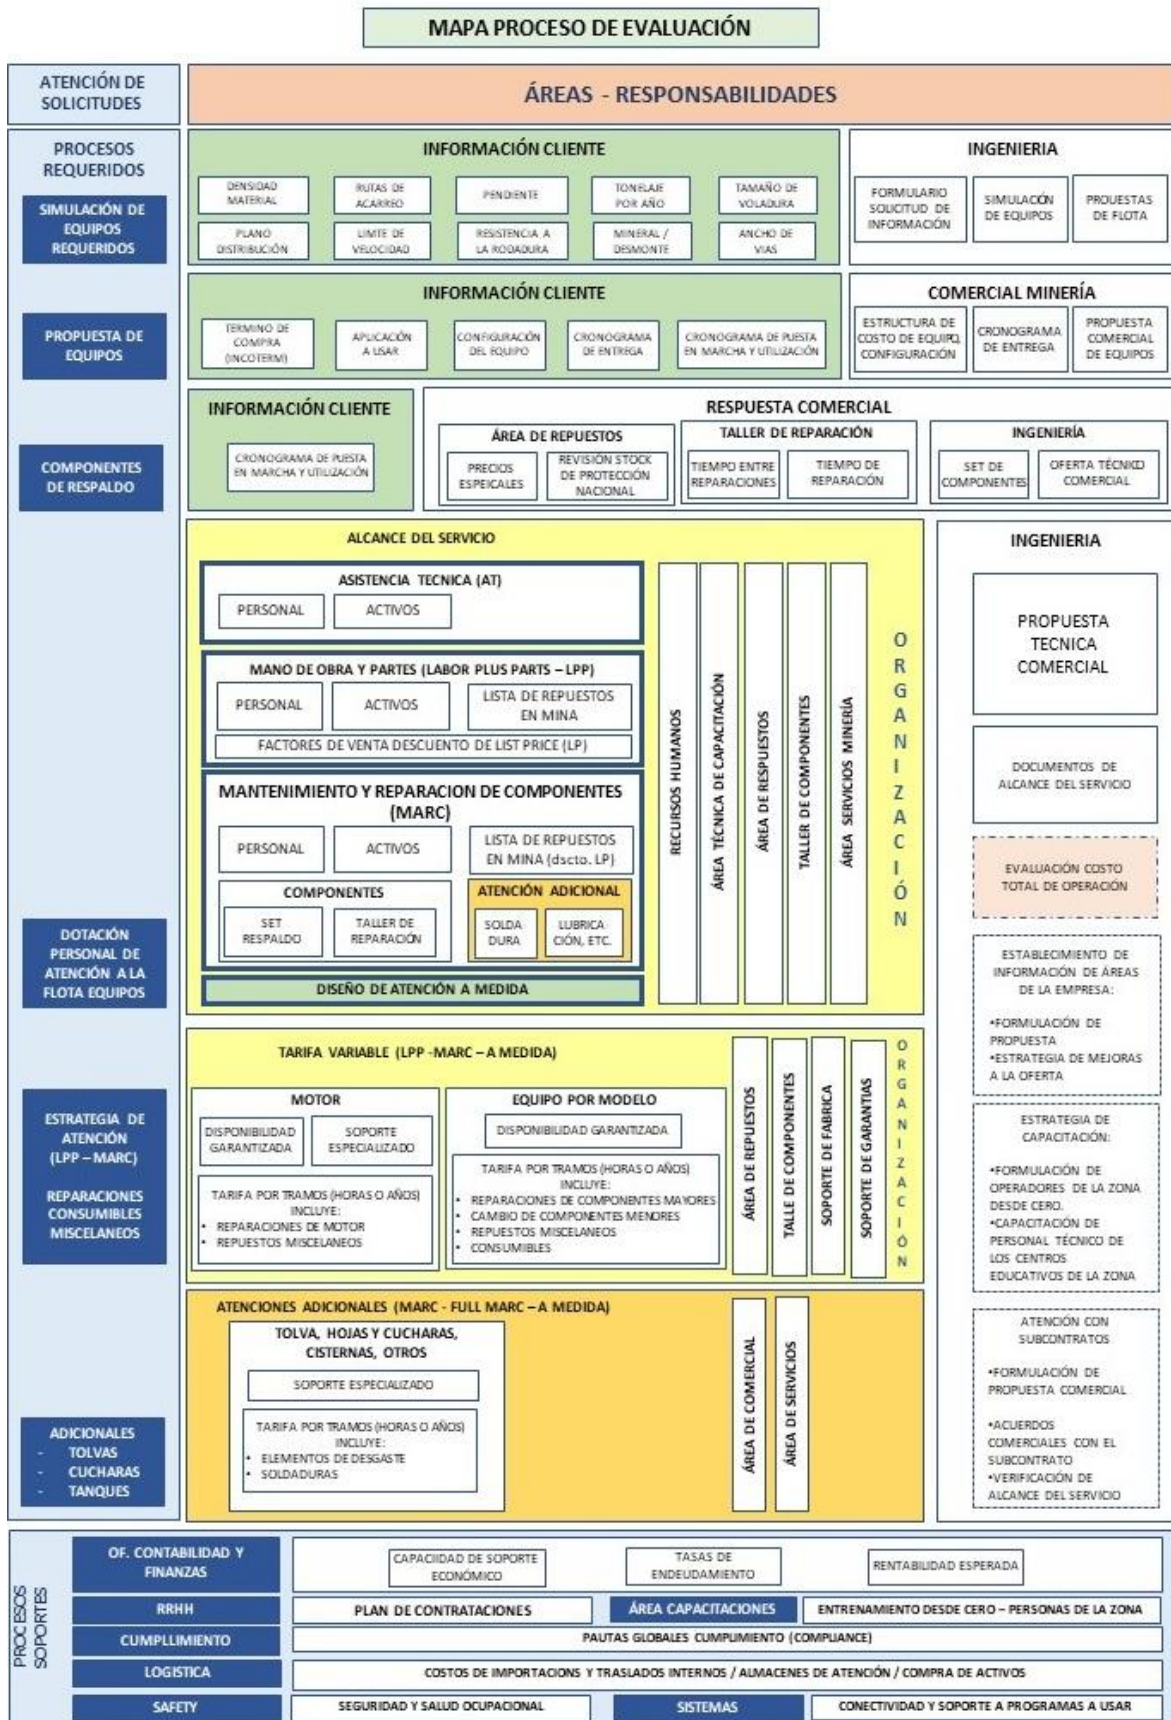 MAPA PROCESO DE EVALUACIÓN
ATENCIÓN DE
SOLICITUDES
ÁREAS - RESPONSABILIDADES
PROCESOS
REQUERIDOS
SIMULACIÓN DE
EQUIPOS
REQUERIDOS
INFORMACIÓN CLIENTE
DENSIDAD
MATERIAL
RUTAS DE
ACARREO
PENDIENTE
TONELAJE
POR AÑO
TAMAÑO DE
VOLADURA
PLANO
DISTRIBUCIÓN
LIMITE DE
VELOCIDAD
RESISTENCIA A
LA RODADURA
MINERAL /
DESMONTE
ANCHO DE
VIAS
INGENIERIA
FORMULARIO
SOLICITUD DE
INFORMACIÓN
SIMULACIÓN
DE EQUIPOS
PROUESTAS
DE FLOTA
PROPUESTA DE
EQUIPOS
INFORMACIÓN CLIENTE
TERMINO DE
COMPRA
(INCOTERM)
APLICACIÓN
A USAR
CONFIGURACIÓN
DEL EQUIPO
CRONOGRAMA
DE ENTREGA
CRONOGRAMA DE PUESTA
EN MARCHA Y UTILIZACIÓN
COMERCIAL MINERÍA
ESTRUCTURA DE
COSTO DE EQUIPO,
CONFIGURACIÓN
CRONOGRAMA
DE ENTREGA
PROPUESTA
COMERCIAL
DE EQUIPOS
COMPONENTES
DE RESPALDO
INFORMACIÓN CLIENTE
CRONOGRAMA DE PUESTA
EN MARCHA Y UTILIZACIÓN
RESPUESTA COMERCIAL
ÁREA DE REPUESTOS
PRECIOS
ESPEICALES
REVISIÓN STOCK
DE PROTECCIÓN
NACIONAL
TALLER DE REPARACIÓN
TIEMPO ENTRE
REPARACIONES
TIEMPO DE
REPARACIÓN
INGENIERÍA
SET DE
COMPONENTES
OFERTA TÉCNICO
COMERCIAL
DOTACIÓN
PERSONAL DE
ATENCIÓN A LA
FLOTA EQUIPOS
ALCANCE DEL SERVICIO
ASISTENCIA TECNICA (AT)
PERSONAL
ACTIVOS
MANO DE OBRA Y PARTES (LABOR PLUS PARTS – LPP)
PERSONAL
ACTIVOS
LISTA DE REPUESTOS
EN MINA
FACTORES DE VENTA DESCUENTO DE LIST PRICE (LP)
MANTENIMIENTO Y REPARACION DE COMPONENTES
(MARC)
PERSONAL
ACTIVOS
LISTA DE REPUESTOS
EN MINA (dscto. LP)
COMPONENTES
SET
RESPALDO
TALLER DE
REPARACIÓN
ATENCIÓN ADICIONAL
SOLDA
DURA
LUBRICA
CIÓN, ETC.
DISEÑO DE ATENCIÓN A MEDIDA
RECURSOS HUMANOS
ÁREA TÉCNICA DE CAPACITACIÓN
ÁREA DE RESPUESTOS
TALLER DE COMPONENTES
ÁREA SERVICIOS MINERÍA
ORGANIZACIÓN
INGENIERIA
PROPUESTA
TECNICA
COMERCIAL
DOCUMENTOS DE
ALCANCE DEL SERVICIO
EVALUACIÓN COSTO
TOTAL DE OPERACIÓN
ESTABLECIMIENTO DE
INFORMACIÓN DE ÁREAS
DE LA EMPRESA:
•FORMULACIÓN DE
PROPUESTA
•ESTRATEGIA DE MEJORAS
A LA OFERTA
ESTRATEGIA DE
CAPACITACIÓN:
•FORMULACIÓN DE
OPERADORES DE LA ZONA
DESDE CERO.
•CAPACITACIÓN DE
PERSONAL TÉCNICO DE
LOS CENTROS
EDUCATIVOS DE LA ZONA
ATENCIÓN CON
SUBCONTRATOS
•FORMULACIÓN DE
PROPUESTA COMERCIAL
•ACUERDOS
COMERCIALES CON EL
SUBCONTRATO
•VERIFICACIÓN DE
ALCANCE DEL SERVICIO
ESTRATEGIA DE
ATENCIÓN
(LPP – MARC)
REPARACIONES
CONSUMIBLES
MISCELANEOS
TARIFA VARIABLE (LPP -MARC – A MEDIDA)
MOTOR
DISPONIBILIDAD
GARANTIZADA
SOPORTE
ESPECIALIZADO
TARIFA POR TRAMOS (HORAS O AÑOS)
INCLUYE:
• REPARACIONES DE MOTOR
• REPUESTOS MISCELANEOS
EQUIPO POR MODELO
DISPONIBILIDAD GARANTIZADA
TARIFA POR TRAMOS (HORAS O AÑOS)
INCLUYE:
• REPARACIONES DE COMPONENTES MAYORES
• CAMBIO DE COMPONENTES MENORES
• REPUESTOS MISCELANEOS
• CONSUMIBLES
ÁREA DE REPUESTOS
TALLE DE COMPONENTES
SOPORTE DE FABRICA
SOPORTE DE GARANTIAS
ORGANIZACIÓN
ADICIONALES
- TOLVAS
- CUCHARAS
- TANQUES
ATENCIONES ADICIONALES (MARC - FULL MARC – A MEDIDA)
TOLVA, HOJAS Y CUCHARAS,
CISTERNAS, OTROS
SOPORTE ESPECIALIZADO
TARIFA POR TRAMOS (HORAS O AÑOS)
INCLUYE:
• ELEMENTOS DE DESGASTE
• SOLDADURAS
ÁREA DE COMERCIAL
ÁREA DE SERVICIOS
PROCESOS
SOPORTES
OF. CONTABILIDAD Y
FINANZAS
CAPACIIDAD DE SOPORTE
ECONÓMICO
TASAS DE
ENDEUDAMIENTO
RENTABILIDAD ESPERADA
RRHH
PLAN DE CONTRATACIONES
ÁREA CAPACITACIONES
ENTRENAMIENTO DESDE CERO – PERSONAS DE LA ZONA
CUMPLLIMIENTO
PAUTAS GLOBALES CUMPLIMIENTO (COMPLIANCE)
LOGISTICA
COSTOS DE IMPORTACIONS Y TRASLADOS INTERNOS / ALMACENES DE ATENCIÓN / COMPRA DE ACTIVOS
SAFETY
SEGURIDAD Y SALUD OCUPACIONAL
SISTEMAS
CONECTIVIDAD Y SOPORTE A PROGRAMAS A USAR